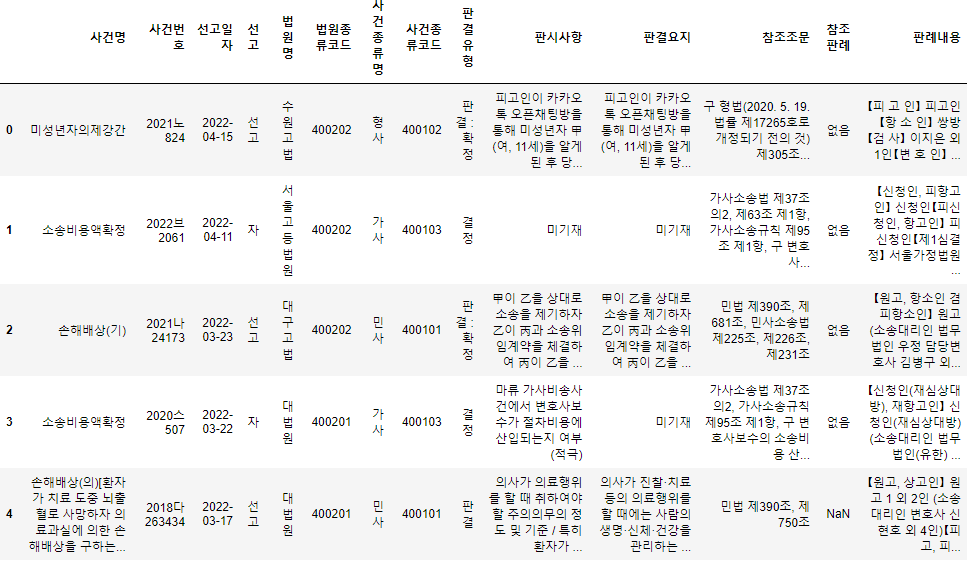 사건명 사건번호 선고일자 선고 법원명 법원종류코드 사건종류명 사건종류코드 판결유형 판시사항 판결요지 참조조문 참조판례 판례내용
0 미성년자의제강간 2021노824 2022-04-15 선고 수원고법 400202 형사 400102 판결 : 확정 피고인이 카카오톡 오픈채팅방을 통해 미성년자 甲(여, 11세)을 알게 된 후 당... 피고인이 카카오톡 오픈채팅방을 통해 미성년자 甲(여, 11세)을 알게 된 후 당... 구 형법(2020. 5. 19. 법률 제17265호로 개정되기 전의 것) 제305조... 없음 【피 고 인】 피고인【항 소 인】 쌍방【검 사】 이지은 외 1인【변 호 인】 ...
1 소송비용액확정 2022브2061 2022-04-11 자 서울고등법원 400202 가사 400103 결정 미기재 미기재 가사소송법 제37조의2, 제63조 제1항, 가사소송규칙 제95조 제1항, 구 변호사... 없음 【신청인, 피항고인】 신청인【피신청인, 항고인】 피신청인【제1심결정】 서울가정법원 ...
2 손해배상(기) 2021나24173 2022-03-23 선고 대구고법 400202 민사 400101 판결 : 확정 甲이 乙을 상대로 소송을 제기하자 乙이 丙과 소송위임계약을 체결하여 丙이 乙을 ... 甲이 乙을 상대로 소송을 제기하자 乙이 丙과 소송위임계약을 체결하여 丙이 乙을 ... 민법 제390조, 제681조, 민사소송법 제225조, 제226조, 제231조 없음 【원고, 항소인 겸 피항소인】 원고 (소송대리인 법무법인 우정 담당변호사 김병구 외...
3 소송비용액확정 2020스507 2022-03-22 자 대법원 400201 가사 400103 결정 마류 가사비송사건에서 변호사보수가 절차비용에 산입되는지 여부(적극) 미기재 가사소송법 제37조의2, 가사소송규칙 제95조 제1항, 구 변호사보수의 소송비용 산... 없음 【신청인(재심상대방), 재항고인】 신청인(재심상대방) (소송대리인 법무법인(유한) ...
4 손해배상(의)[환자가 치료 도중 뇌출혈로 사망하자 의료과실에 의한 손해배상을 구하는... 2018다263434 2022-03-17 선고 대법원 400201 민사 400101 판결 의사가 의료행위를 할 때 취하여야 할 주의의무의 정도 및 기준 / 특히 환자가 ... 의사가 진찰·치료 등의 의료행위를 할 때에는 사람의 생명·신체·건강을 관리하는 ... 민법 제390조, 제750조 NaN 【원고, 상고인】 원고 1 외 2인 (소송대리인 변호사 신현호 외 4인)【피고, 피...